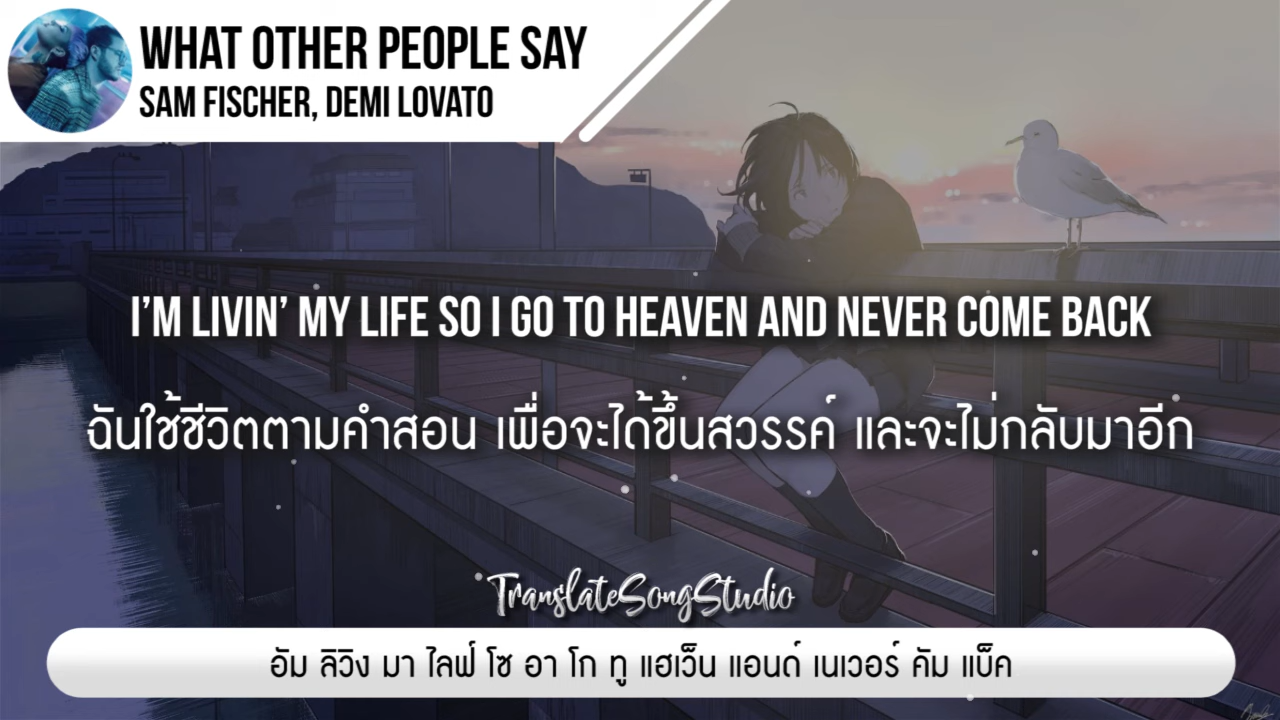 WHAT OTHER PEOPLE SAY
SAM FISCHER, DEMI LOVATO
I'M LIVIN' MY LIFE SO I GO TO HEAVEN AND NEVER COME BACK
ฉันใช้ชีวิตตามคำสอน เพื่อจะได้ขึ้นสวรรค์ และจะไม่กลับมาอีก
TranslateSongStudio
อัม ลิวิง มา ไลฟ์ โซ อา โก ทู แฮเว็น แอนด์ เนเวอร์ คัม แบ็ค